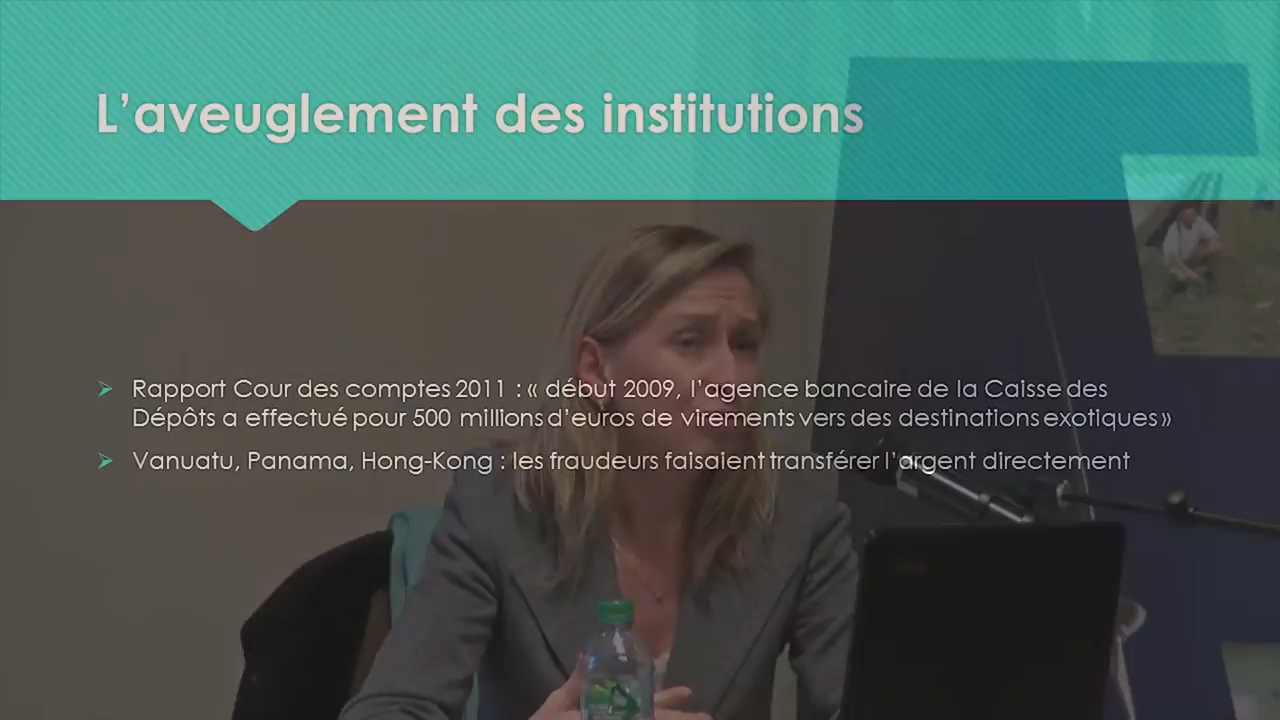 L’aveuglement des institutions
Rapport Cour des comptes 2011 : « début 2009, l’agence bancaire de la Caisse des
Dépôts a effectué pour 500 millions d’euros de virements vers des destinations exotiques »
Vanuatu, Panama, Hong-Kong : les fraudeurs faisaient transférer l’argent directement